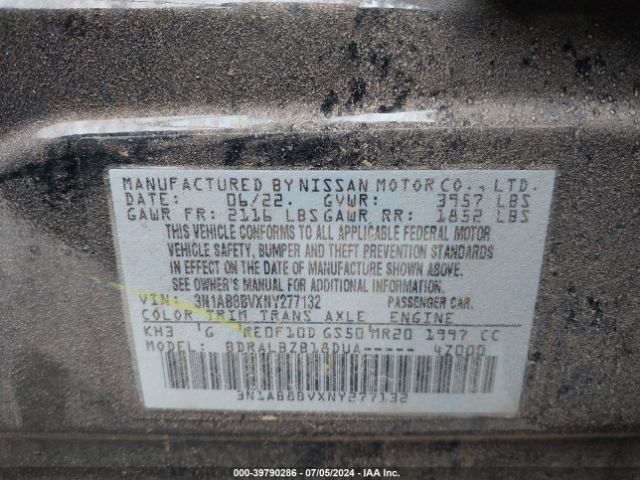 MANUFACTURED BY NISSAN MOTOR CO., LTD.
DATE: 06/22. GVWR: 3957 LBS
GAWR FR: 2116 LBS GAWR RR: 1852 LBS
THIS VEHICLE CONFORMS TO ALL APPLICABLE FEDERAL MOTOR
VEHICLE SAFETY, BUMPER AND THEFT PREVENTION STANDARDS
IN EFFECT ON THE DATE OF MANUFACTURE SHOWN ABOVE.
SEE OWNER'S MANUAL FOR ADDITIONAL INFORMATION.
VIN: 3N1AB8BVXNY277132 PASSENGER CAR.
COLOR TRIM TRANS AXLE ENGINE
KH3 G RE0F10D GS50 MR20 1997 CC
MODEL: BDRALBZB18DUA----- 4Z000
3N1AB8BVXNY277132
000-39790286 - 07/05/2024 - IAA Inc.